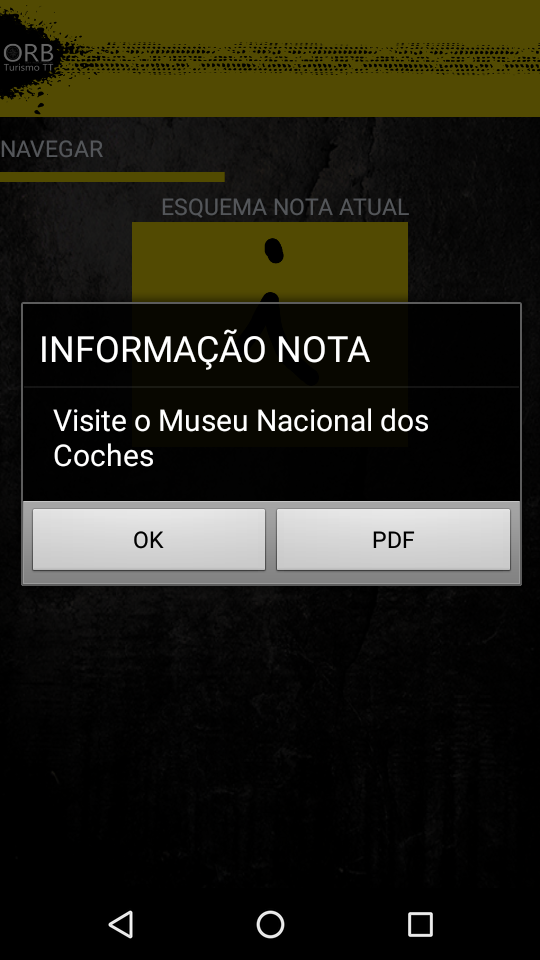 ORB
Turismo TT
NAVEGAR
ESQUEMA NOTA ATUAL
INFORMAÇÃO NOTA
Visite o Museu Nacional dos
Coches
OK
PDF